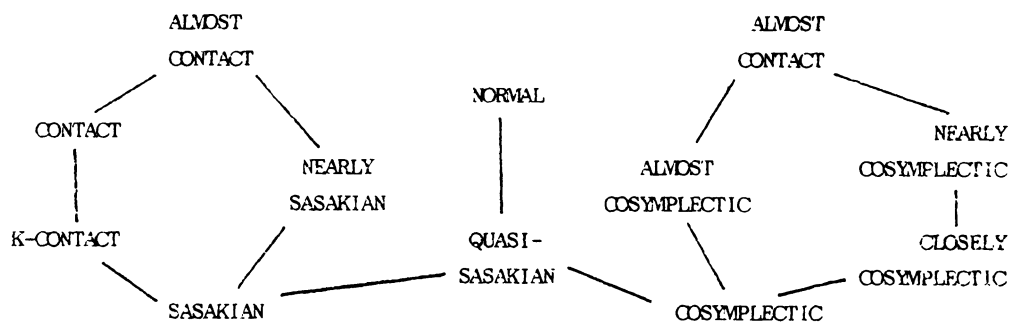 ALMOST
CONTACT
ALMOST
CONTACT
NORMAL
CONTACT
NEARLY
COSYMPLECTIC
NEARLY
SASAKIAN
ALMOST
COSYMPLECTIC
K-CONTACT
QUASI-
SASAKIAN
CLOSELY
COSYMPLECTIC
SASAKIAN
COSYMPLECTIC